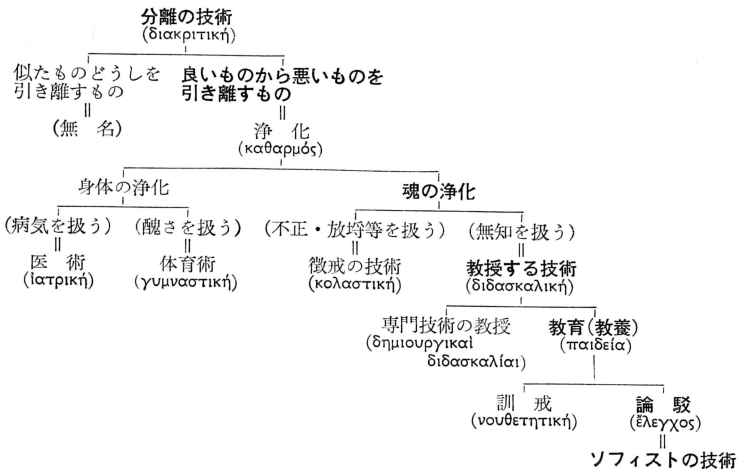 分離の技術
(διακριτική)
似たものどうしを
引き離すもの
良いものから悪いものを
引き離すもの
||
(無 名)
||
浄 化
(καθαρμός)
身体の浄化
魂の浄化
(病気を扱う)
(醜さを扱う)
(不正・放埒等を扱う)
(無知を扱う)
||
医 術
(ἰατρική)
||
体育術
(γυμναστική)
||
懲戒の技術
(κολαστική)
||
教授する技術
(διδασκαλική)
専門技術の教授
(δημιουργικαὶ
διδασκαλίαι)
教育(教養)
(παιδεία)
訓 戒
(νουθετητική)
論 駁
(ἔλεγχος)
||
ソフィストの技術